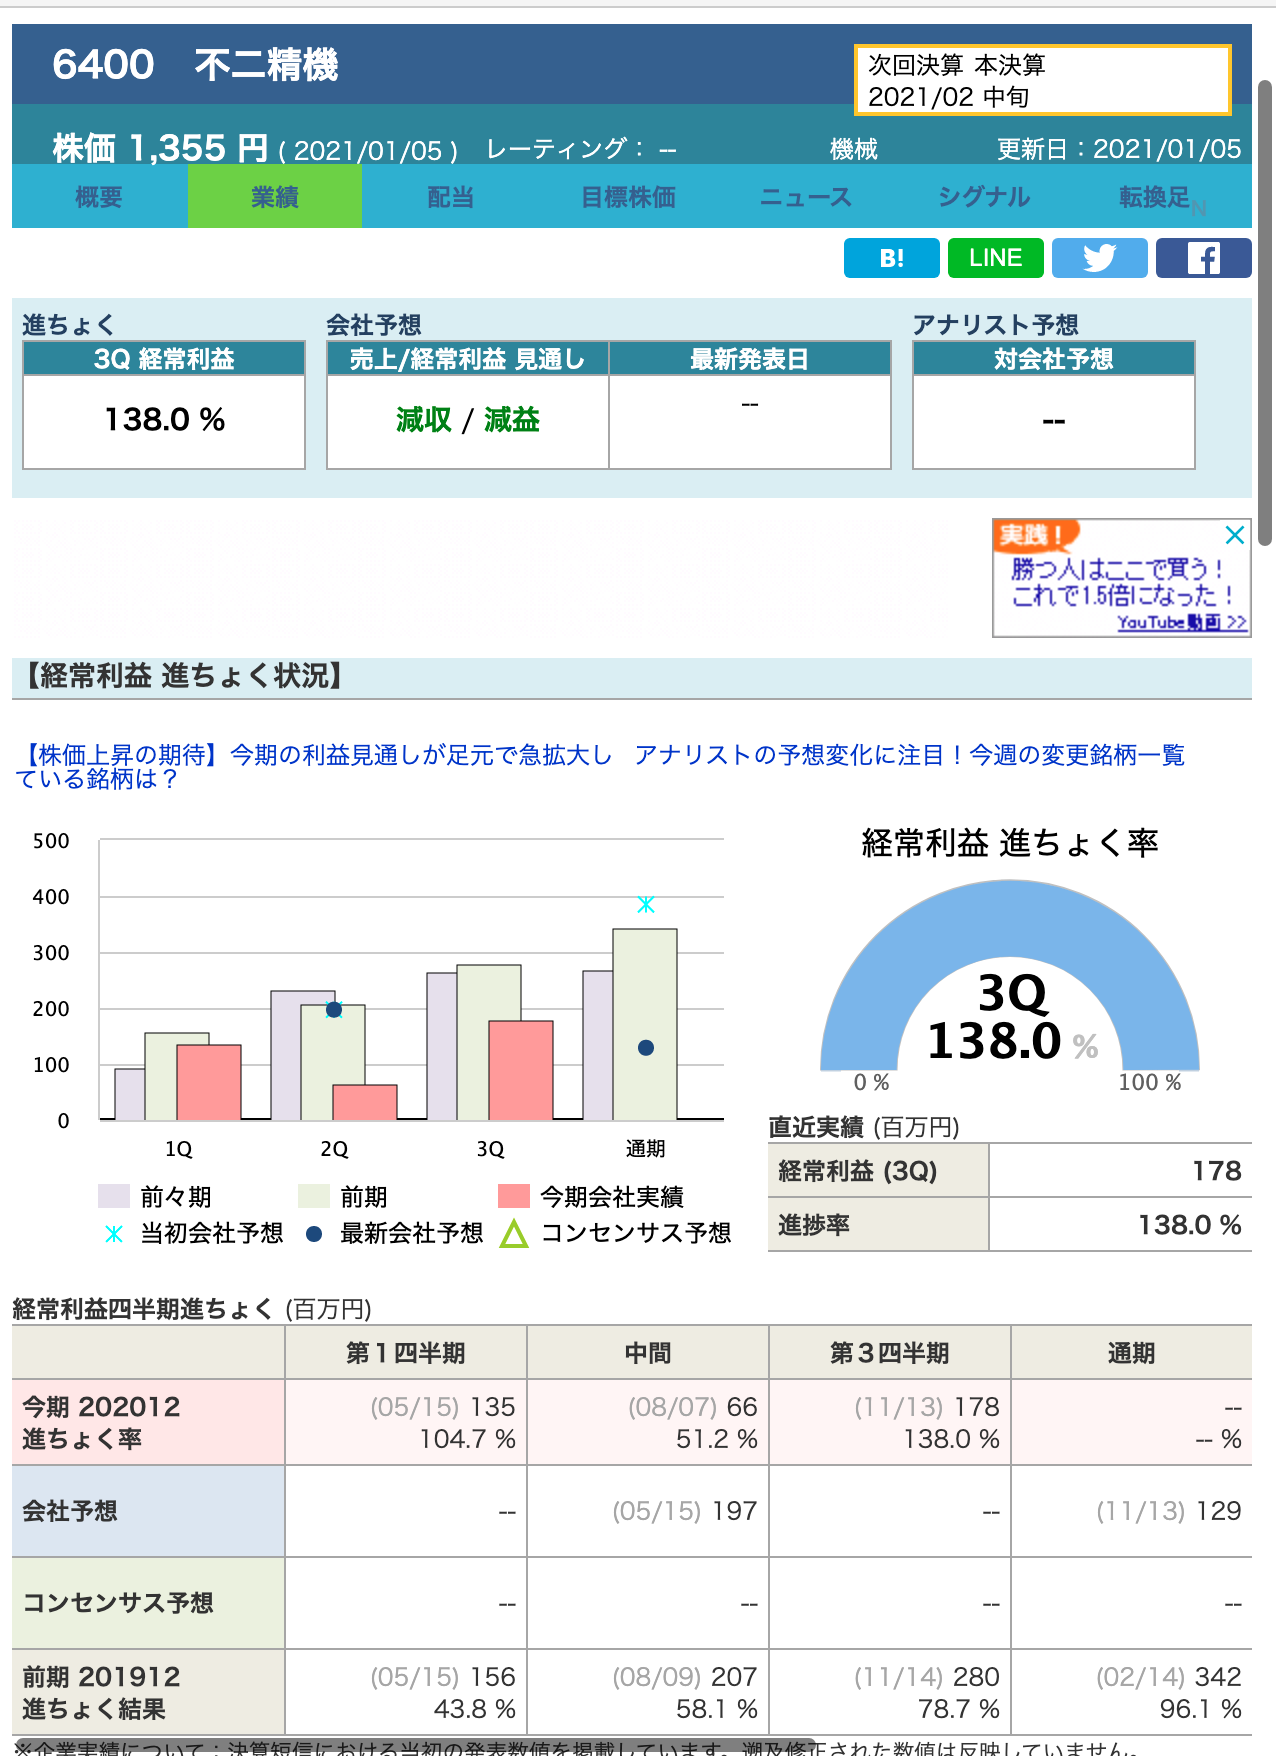 6400　不二精機
次回決算 本決算
2021/02 中旬
株価 1,355 円 ( 2021/01/05 )　レーティング： --　機械　更新日：2021/01/05
概要　業績　配当　目標株価　ニュース　シグナル　転換足
N
B!　LINE
進ちょく　会社予想　アナリスト予想
3Q 経常利益　売上/経常利益 見通し　最新発表日　対会社予想
138.0 %　減収 / 減益　--　--
実践！
勝つ人はここで買う！
これで1.5倍になった！
YouTube動画 >>
【経常利益 進ちょく状況】
【株価上昇の期待】今期の利益見通しが足元で急拡大し
ている銘柄は？
アナリストの予想変化に注目！今週の変更銘柄一覧
500
400
300
200
100
0
1Q　2Q　3Q　通期
前々期　前期　今期会社実績
当初会社予想　最新会社予想　コンセンサス予想
経常利益 進ちょく率
3Q
138.0 %
0 %　100 %
直近実績 (百万円)
経常利益 (3Q)　178
進捗率　138.0 %
経常利益四半期進ちょく (百万円)
第１四半期　中間　第３四半期　通期
今期 202012　(05/15) 135　(08/07) 66　(11/13) 178　--
進ちょく率　104.7 %　51.2 %　138.0 %　-- %
会社予想　--　(05/15) 197　--　(11/13) 129
コンセンサス予想　--　--　--　--
前期 201912　(05/15) 156　(08/09) 207　(11/14) 280　(02/14) 342
進ちょく結果　43.8 %　58.1 %　78.7 %　96.1 %
※企業実績について：決算短信における当初の発表数値を掲載しています。遡及修正された数値は反映していません。